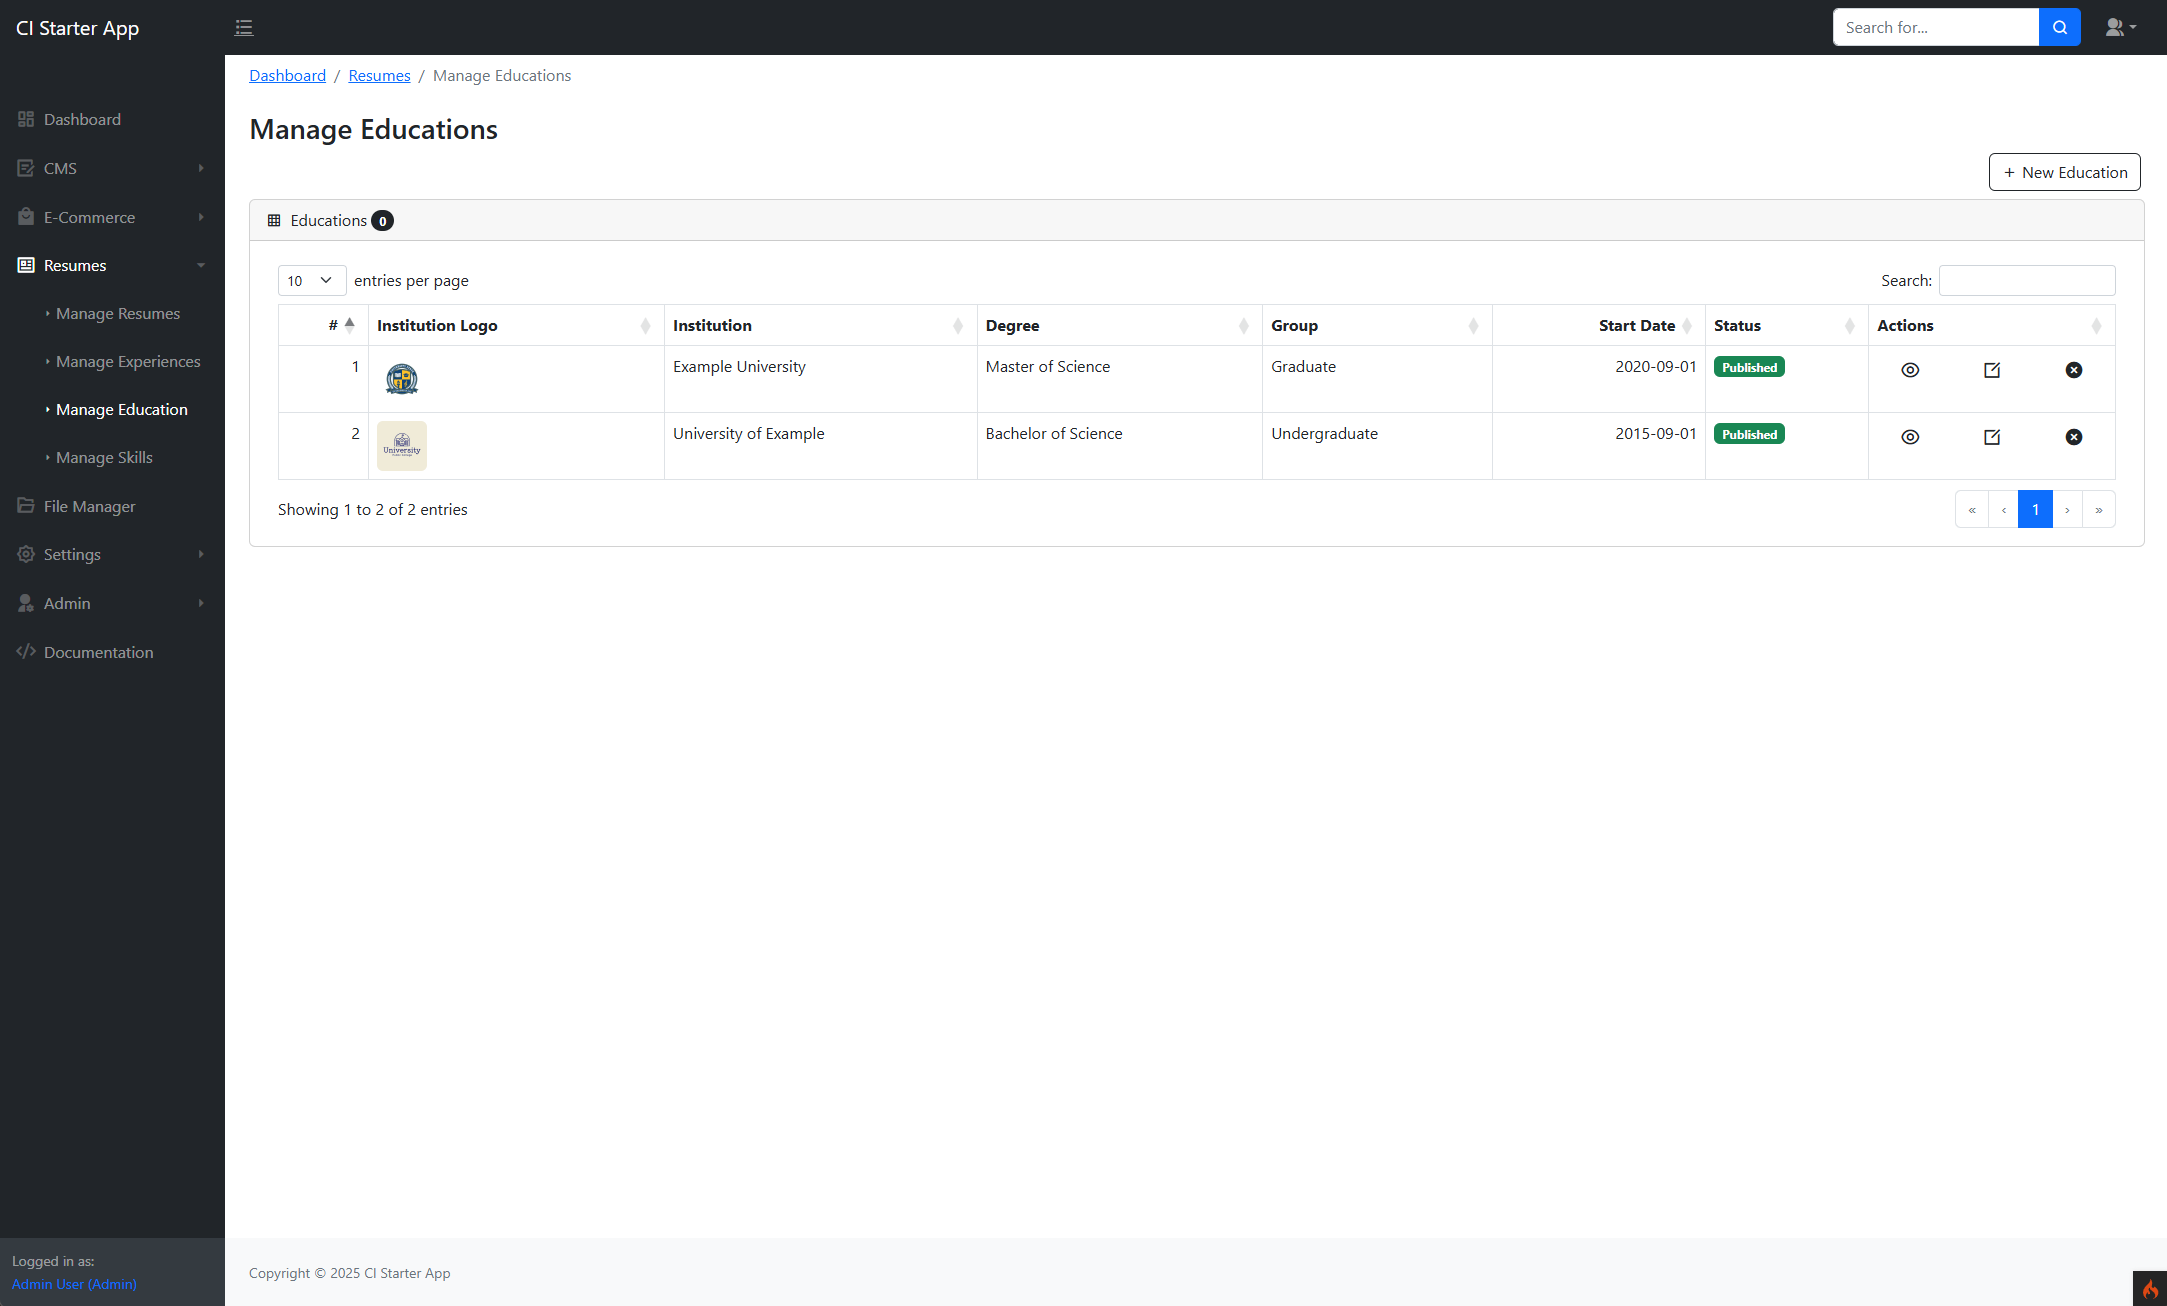 CI Starter App
Search for...
Dashboard
CMS
E-Commerce
Resumes
Manage Resumes
Manage Experiences
Manage Education
Manage Skills
File Manager
Settings
Admin
Documentation
Logged in as:
Admin User (Admin)
Dashboard / Resumes / Manage Educations
Manage Educations
+ New Education
Educations 0
10 entries per page
Search:
# Institution Logo Institution Degree Group Start Date Status Actions
1 Example University Master of Science Graduate 2020-09-01 Published
2 University University of Example Bachelor of Science Undergraduate 2015-09-01 Published
Showing 1 to 2 of 2 entries
« ‹ 1 › »
Copyright © 2025 CI Starter App